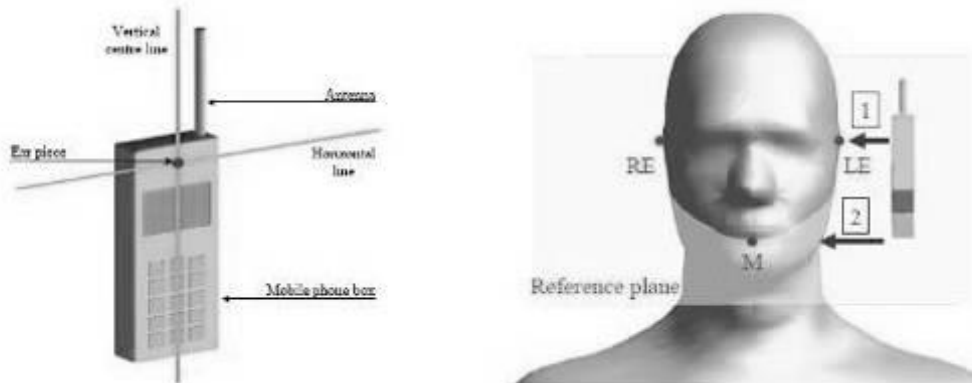 Vertical
centre line
Antenna
Ear piece
Horizontal
line
Mobile phone box
1
RE
LE
2
M
Reference plane